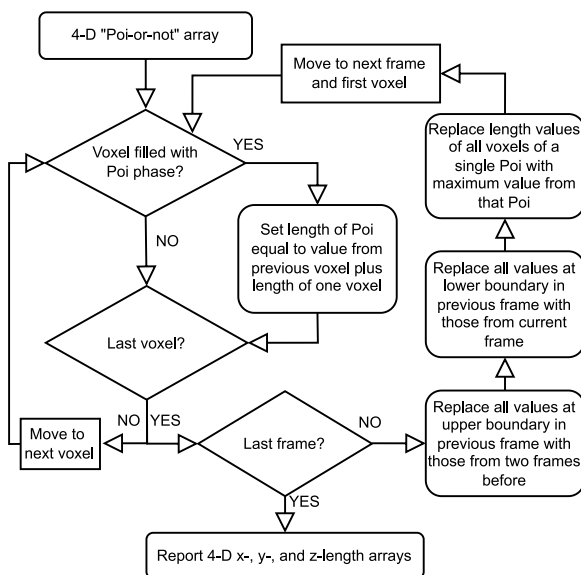 4-D "Poi-or-not" array
Move to next frame
and first voxel
Voxel filled with
Poi phase?
YES
NO
Set length of Poi
equal to value from
previous voxel plus
length of one voxel
Replace length values
of all voxels of a
single Poi with
maximum value from
that Poi
Replace all values at
lower boundary in
previous frame with
those from current
frame
Last voxel?
NO
YES
Move to
next voxel
Last frame?
NO
YES
Replace all values at
upper boundary in
previous frame with
those from two frames
before
Report 4-D x-, y-, and z-length arrays